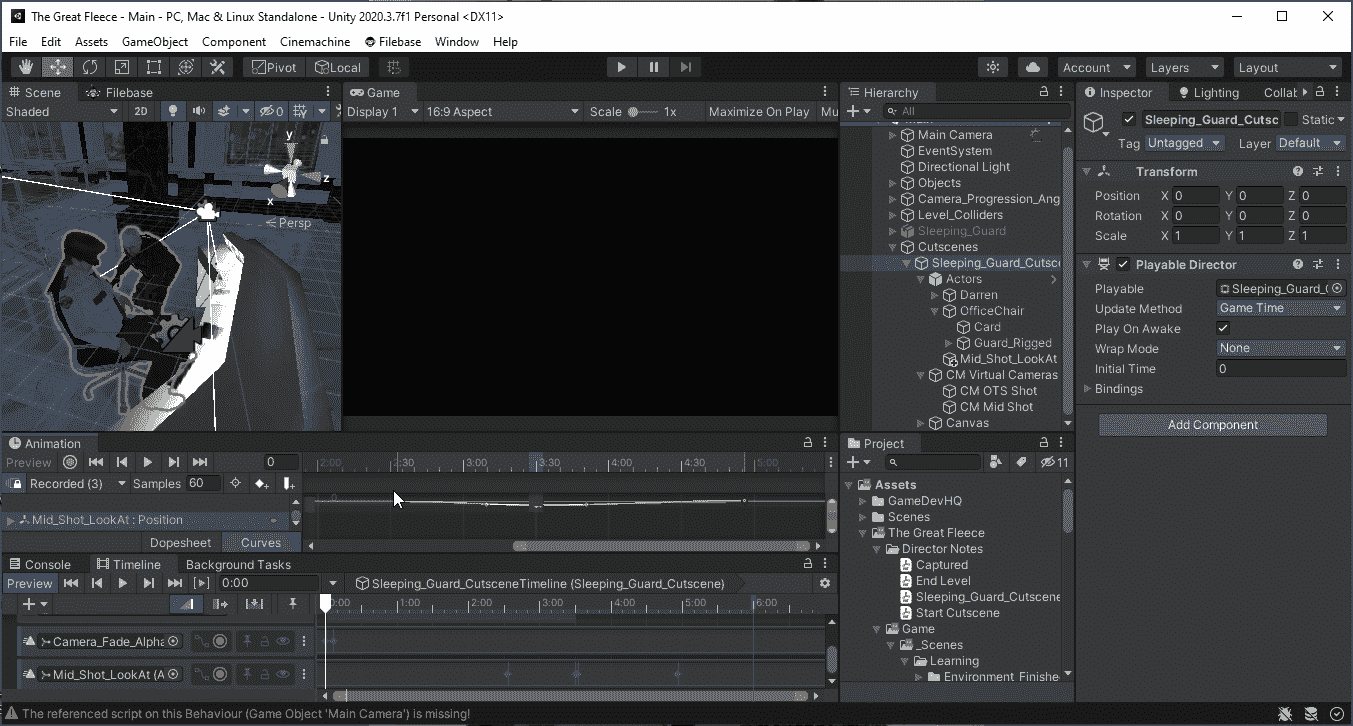 The Great Fleece - Main - PC, Mac & Linux Standalone - Unity 2020.3.7f1 Personal <DX11>
File Edit Assets GameObject Component Cinemachine Filebase Window Help
Pivot Local Account Layers Layout
Scene Filebase
Shaded 2D 0
y
z
x
Persp
Game
Display 1 16:9 Aspect Scale 1x Maximize On Play Mu
Hierarchy
All
Main Camera
EventSystem
Directional Light
Objects
Camera_Progression_Ang
Level_Colliders
Sleeping_Guard
Cutscenes
Sleeping_Guard_Cutsce
Actors
Darren
OfficeChair
Card
Guard_Rigged
Mid_Shot_LookAt
CM Virtual Cameras
CM OTS Shot
CM Mid Shot
Canvas
Inspector Lighting Collab
Sleeping_Guard_Cutsc Static
Tag Untagged Layer Default
Transform
Position X 0 Y 0 Z 0
Rotation X 0 Y 0 Z 0
Scale X 1 Y 1 Z 1
Playable Director
Playable Sleeping_Guard_(
Update Method Game Time
Play On Awake
Wrap Mode None
Initial Time 0
Bindings
Add Component
Animation
Preview 0 2:00 2:30 3:00 3:30 4:00 4:30 5:00
Recorded (3) Samples 60
Mid_Shot_LookAt : Position
Dopesheet Curves
Console Timeline Background Tasks
Preview 0:00 Sleeping_Guard_CutsceneTimeline (Sleeping_Guard_Cutscene)
0:00 1:00 2:00 3:00 4:00 5:00 6:00
Camera_Fade_Alpha
Mid_Shot_LookAt (A
Project
11
Assets
GameDevHQ
Scenes
The Great Fleece
Director Notes
Captured
End Level
Sleeping_Guard_Cutscene
Start Cutscene
Game
_Scenes
Learning
Environment_Finishe
The referenced script on this Behaviour (Game Object 'Main Camera') is missing!